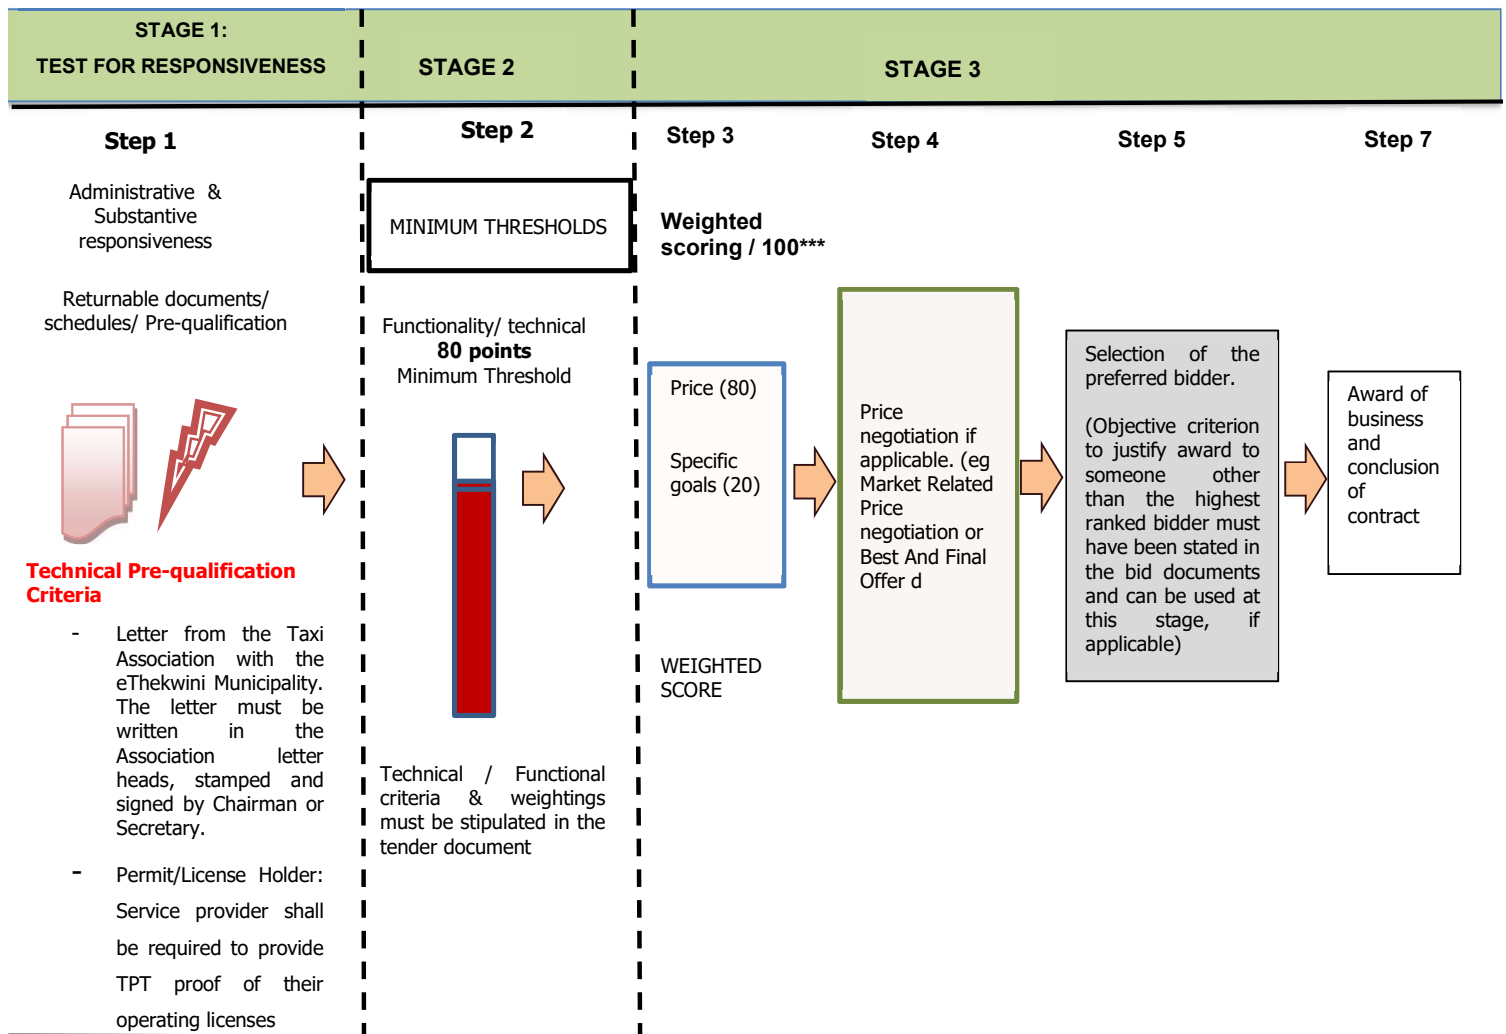 STAGE 1:
TEST FOR RESPONSIVENESS
STAGE 2
STAGE 3
Step 1
Administrative &
Substantive
responsiveness
Returnable documents/
schedules/ Pre-qualification
Technical Pre-qualification
Criteria
- Letter from the Taxi
Association with the
eThekwini Municipality.
The letter must be
written in the
Association letter
heads, stamped and
signed by Chairman or
Secretary.
- Permit/License Holder:
Service provider shall
be required to provide
TPT proof of their
operating licenses
Step 2
MINIMUM THRESHOLDS
Functionality/ technical
80 points
Minimum Threshold
Technical / Functional
criteria & weightings
must be stipulated in the
tender document
Step 3
Weighted
scoring / 100***
Price (80)
Specific
goals (20)
WEIGHTED
SCORE
Step 4
Price
negotiation if
applicable. (eg
Market Related
Price
negotiation or
Best And Final
Offer d
Step 5
Selection of the
preferred bidder.
(Objective criterion
to justify award to
someone other
than the highest
ranked bidder must
have been stated in
the bid documents
and can be used at
this stage, if
applicable)
Step 7
Award of
business
and
conclusion
of
contract